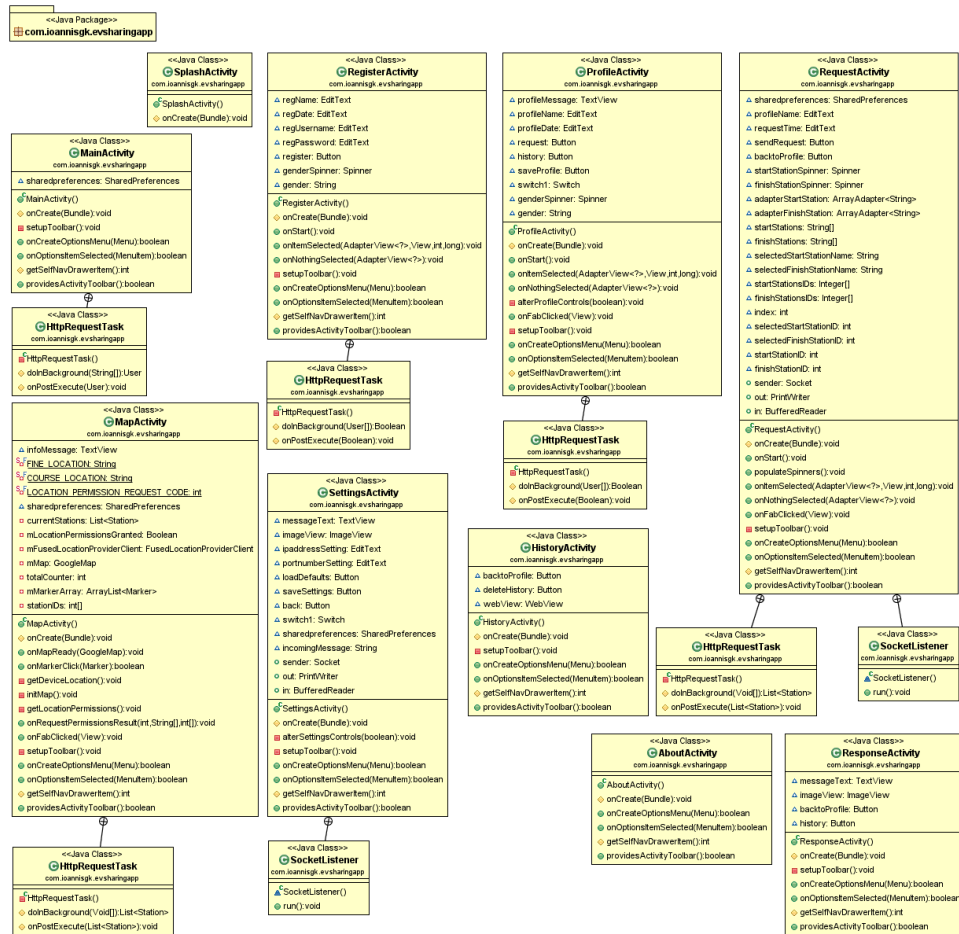 <<Java Package>>
com.ioannisgk.evsharingapp
<<Java Class>>
SplashActivity
com.ioannisgk.evsharingapp
SplashActivity()
onCreate(Bundle):void
<<Java Class>>
MainActivity
com.ioannisgk.evsharingapp
sharedpreferences: SharedPreferences
MainActivity()
onCreate(Bundle):void
setupToolbar():void
onCreateOptionsMenu(Menu):boolean
onOptionsItemSelected(MenuItem):boolean
getSelfNavDrawerItem():int
providesActivityToolbar():boolean
<<Java Class>>
HttpRequestTask
com.ioannisgk.evsharingapp
HttpRequestTask()
doInBackground(String[]):User
onPostExecute(User):void
<<Java Class>>
MapActivity
com.ioannisgk.evsharingapp
infoMessage: TextView
FINE_LOCATION: String
COURSE_LOCATION: String
LOCATION_PERMISSION_REQUEST_CODE: int
sharedpreferences: SharedPreferences
currentStations: List<Station>
mLocationPermissionsGranted: Boolean
mFusedLocationProviderClient: FusedLocationProviderClient
mMap: GoogleMap
totalCounter: int
mMarkerArray: ArrayList<Marker>
stationIDs: int[]
MapActivity()
onCreate(Bundle):void
onMapReady(GoogleMap):void
onMarkerClick(Marker):boolean
getDeviceLocation():void
initMap():void
getLocationPermissions():void
onRequestPermissionsResult(int,String[],int[]):void
onFabClicked(View):void
setupToolbar():void
onCreateOptionsMenu(Menu):boolean
onOptionsItemSelected(MenuItem):boolean
getSelfNavDrawerItem():int
providesActivityToolbar():boolean
<<Java Class>>
HttpRequestTask
com.ioannisgk.evsharingapp
HttpRequestTask()
doInBackground(Void[]):List<Station>
onPostExecute(List<Station>):void
<<Java Class>>
RegisterActivity
com.ioannisgk.evsharingapp
regName: EditText
regDate: EditText
regUsername: EditText
regPassword: EditText
register: Button
genderSpinner: Spinner
gender: String
RegisterActivity()
onCreate(Bundle):void
onStart():void
onItemSelected(AdapterView<?>,View,int,long):void
onNothingSelected(AdapterView<?>):void
setupToolbar():void
onCreateOptionsMenu(Menu):boolean
onOptionsItemSelected(MenuItem):boolean
getSelfNavDrawerItem():int
providesActivityToolbar():boolean
<<Java Class>>
HttpRequestTask
com.ioannisgk.evsharingapp
HttpRequestTask()
doInBackground(User[]):Boolean
onPostExecute(Boolean):void
<<Java Class>>
SettingsActivity
com.ioannisgk.evsharingapp
messageText: TextView
imageView: ImageView
ipaddressSetting: EditText
portnumberSetting: EditText
loadDefaults: Button
saveSettings: Button
back: Button
switch1: Switch
sharedpreferences: SharedPreferences
incomingMessage: String
sender: Socket
out: PrintWriter
in: BufferedReader
SettingsActivity()
onCreate(Bundle):void
alterSettingsControls(boolean):void
setupToolbar():void
onCreateOptionsMenu(Menu):boolean
onOptionsItemSelected(MenuItem):boolean
getSelfNavDrawerItem():int
providesActivityToolbar():boolean
<<Java Class>>
SocketListener
com.ioannisgk.evsharingapp
SocketListener()
run():void
<<Java Class>>
ProfileActivity
com.ioannisgk.evsharingapp
profileMessage: TextView
profileName: EditText
profileDate: EditText
request: Button
history: Button
saveProfile: Button
switch1: Switch
genderSpinner: Spinner
gender: String
ProfileActivity()
onCreate(Bundle):void
onStart():void
onItemSelected(AdapterView<?>,View,int,long):void
onNothingSelected(AdapterView<?>):void
alterProfileControls(boolean):void
onFabClicked(View):void
setupToolbar():void
onCreateOptionsMenu(Menu):boolean
onOptionsItemSelected(MenuItem):boolean
getSelfNavDrawerItem():int
providesActivityToolbar():boolean
<<Java Class>>
HttpRequestTask
com.ioannisgk.evsharingapp
HttpRequestTask()
doInBackground(User[]):Boolean
onPostExecute(Boolean):void
<<Java Class>>
HistoryActivity
com.ioannisgk.evsharingapp
backtoProfile: Button
deleteHistory: Button
webView: WebView
HistoryActivity()
onCreate(Bundle):void
setupToolbar():void
onCreateOptionsMenu(Menu):boolean
onOptionsItemSelected(MenuItem):boolean
getSelfNavDrawerItem():int
providesActivityToolbar():boolean
<<Java Class>>
RequestActivity
com.ioannisgk.evsharingapp
sharedpreferences: SharedPreferences
profileName: EditText
requestTime: EditText
sendRequest: Button
backtoProfile: Button
startStationSpinner: Spinner
finishStationSpinner: Spinner
adapterStartStation: ArrayAdapter<String>
adapterFinishStation: ArrayAdapter<String>
startStations: String[]
finishStations: String[]
selectedStartStationName: String
selectedFinishStationName: String
startStationsIDs: Integer[]
finishStationsIDs: Integer[]
index: int
selectedStartStationID: int
selectedFinishStationID: int
startStationID: int
finishStationID: int
sender: Socket
out: PrintWriter
in: BufferedReader
RequestActivity()
onCreate(Bundle):void
onStart():void
populateSpinners():void
onItemSelected(AdapterView<?>,View,int,long):void
onNothingSelected(AdapterView<?>):void
onFabClicked(View):void
setupToolbar():void
onCreateOptionsMenu(Menu):boolean
onOptionsItemSelected(MenuItem):boolean
getSelfNavDrawerItem():int
providesActivityToolbar():boolean
<<Java Class>>
HttpRequestTask
com.ioannisgk.evsharingapp
HttpRequestTask()
doInBackground(Void[]):List<Station>
onPostExecute(List<Station>):void
<<Java Class>>
SocketListener
com.ioannisgk.evsharingapp
SocketListener()
run():void
<<Java Class>>
AboutActivity
com.ioannisgk.evsharingapp
AboutActivity()
onCreate(Bundle):void
onCreateOptionsMenu(Menu):boolean
onOptionsItemSelected(MenuItem):boolean
getSelfNavDrawerItem():int
providesActivityToolbar():boolean
<<Java Class>>
ResponseActivity
com.ioannisgk.evsharingapp
messageText: TextView
imageView: ImageView
backtoProfile: Button
history: Button
ResponseActivity()
onCreate(Bundle):void
setupToolbar():void
onCreateOptionsMenu(Menu):boolean
onOptionsItemSelected(MenuItem):boolean
getSelfNavDrawerItem():int
providesActivityToolbar():boolean